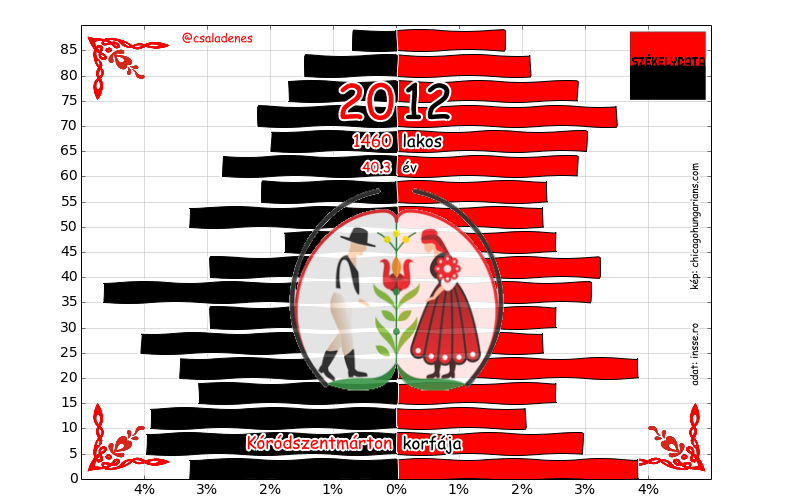 @csaladenes
SZÉKELYDATA
2012
1460 lakos
40.3 év
kép: chicagohungarians.com
adat: insse.ro
Kóródszentmárton korfája
85
80
75
70
65
60
55
50
45
40
35
30
25
20
15
10
5
0
4% 3% 2% 1% 0% 1% 2% 3% 4%